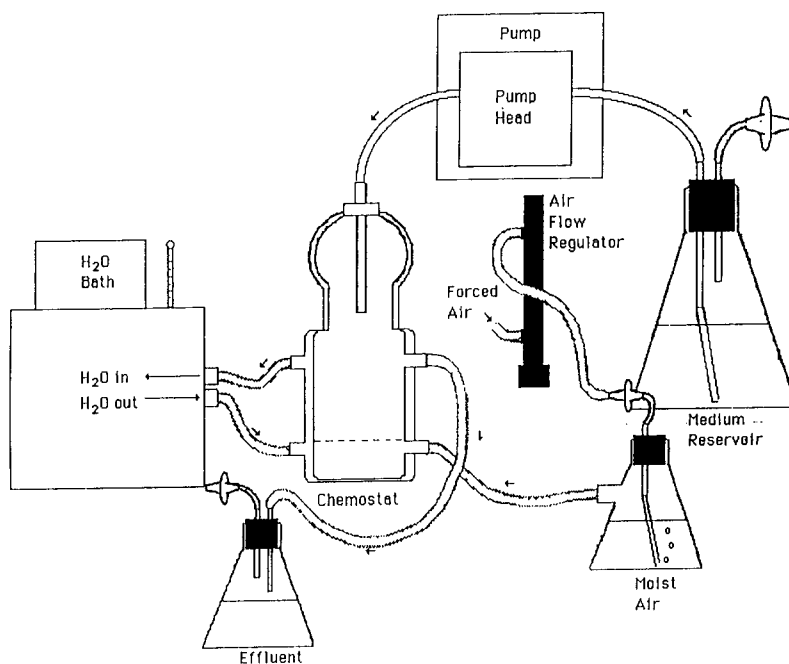 Pump
Pump
Head
Air
Flow
Regulator
H₂O
Bath
Forced
Air
H₂O in
H₂O out
Medium
Reservoir
Chemostat
Moist
Air
Effluent